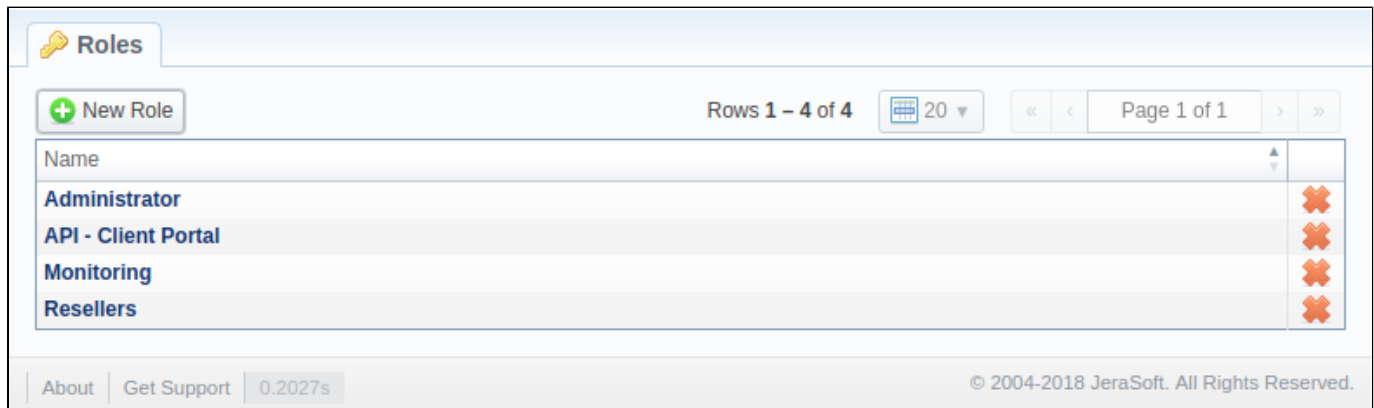 Roles
New Role Rows 1 – 4 of 4 20 ▼ « ‹ Page 1 of 1 › »
Name
Administrator
API - Client Portal
Monitoring
Resellers
About Get Support 0.2027s © 2004-2018 JeraSoft. All Rights Reserved.